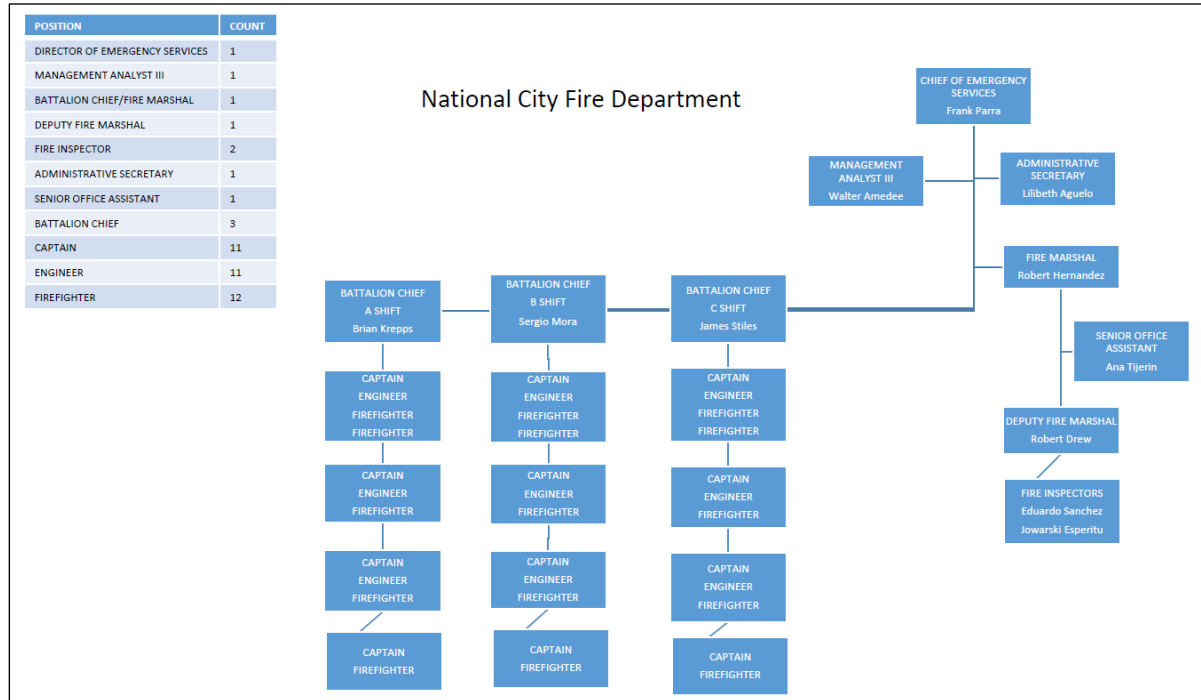 POSITION COUNT
DIRECTOR OF EMERGENCY SERVICES 1
MANAGEMENT ANALYST III 1
BATTALION CHIEF/FIRE MARSHAL 1
DEPUTY FIRE MARSHAL 1
FIRE INSPECTOR 2
ADMINISTRATIVE SECRETARY 1
SENIOR OFFICE ASSISTANT 1
BATTALION CHIEF 3
CAPTAIN 11
ENGINEER 11
FIREFIGHTER 12
National City Fire Department
CHIEF OF EMERGENCY
SERVICES
Frank Parra
MANAGEMENT
ANALYST III
Walter Amedee
ADMINISTRATIVE
SECRETARY
Lilibeth Aguelo
FIRE MARSHAL
Robert Hernandez
SENIOR OFFICE
ASSISTANT
Ana Tijerin
DEPUTY FIRE MARSHAL
Robert Drew
FIRE INSPECTORS
Eduardo Sanchez
Jowarski Esperitu
BATTALION CHIEF
A SHIFT
Brian Krepps
CAPTAIN
ENGINEER
FIREFIGHTER
FIREFIGHTER
CAPTAIN
ENGINEER
FIREFIGHTER
CAPTAIN
ENGINEER
FIREFIGHTER
CAPTAIN
FIREFIGHTER
BATTALION CHIEF
B SHIFT
Sergio Mora
CAPTAIN
ENGINEER
FIREFIGHTER
FIREFIGHTER
CAPTAIN
ENGINEER
FIREFIGHTER
CAPTAIN
ENGINEER
FIREFIGHTER
CAPTAIN
FIREFIGHTER
BATTALION CHIEF
C SHIFT
James Stiles
CAPTAIN
ENGINEER
FIREFIGHTER
FIREFIGHTER
CAPTAIN
ENGINEER
FIREFIGHTER
CAPTAIN
ENGINEER
FIREFIGHTER
CAPTAIN
FIREFIGHTER